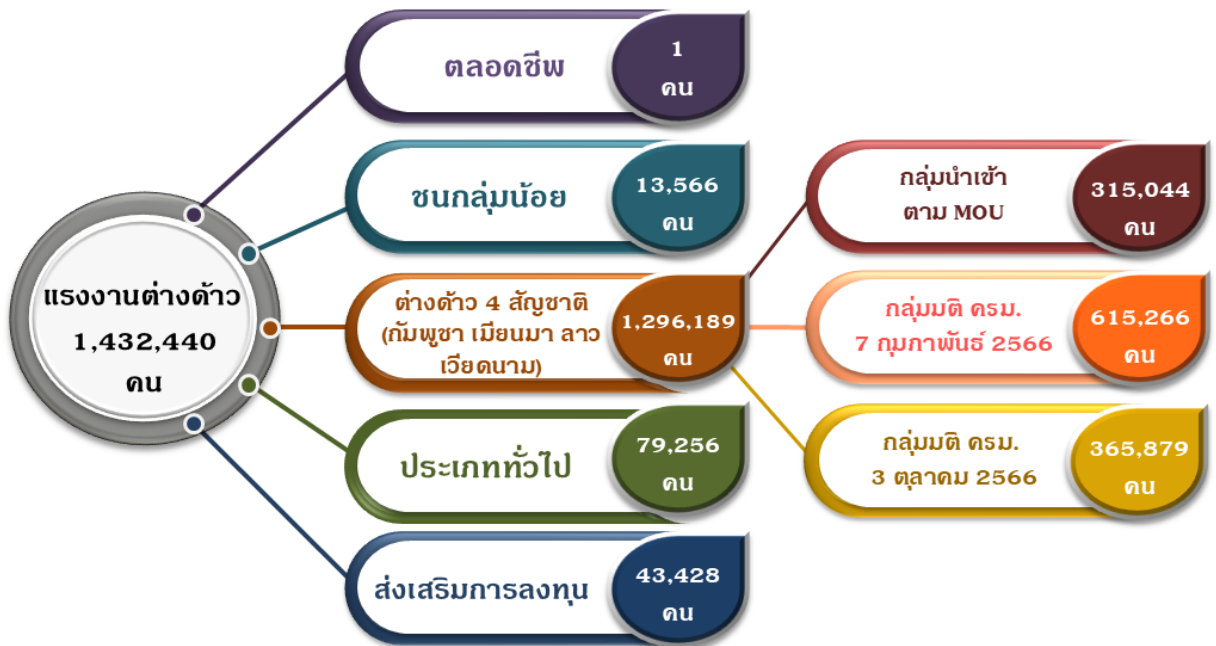 แรงงานต่างด้าว
1,432,440
คน
ตลอดชีพ
1
คน
ชนกลุ่มน้อย
13,566
คน
ต่างด้าว 4 สัญชาติ
(กัมพูชา เมียนมา ลาว
เวียดนาม)
1,296,189
คน
ประเภททั่วไป
79,256
คน
ส่งเสริมการลงทุน
43,428
คน
กลุ่มนำเข้า
ตาม MOU
315,044
คน
กลุ่มมติ ครม.
7 กุมภาพันธ์ 2566
615,266
คน
กลุ่มมติ ครม.
3 ตุลาคม 2566
365,879
คน